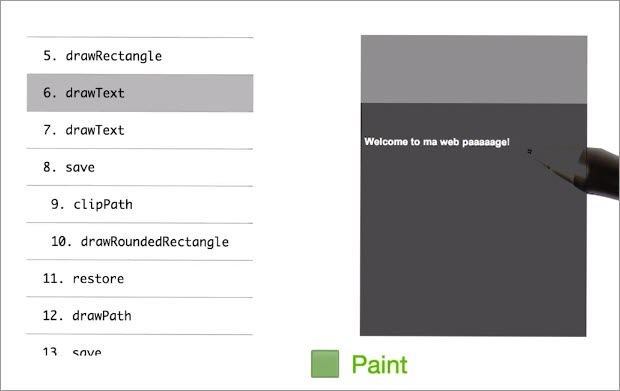 5. drawRectangle
6. drawText
7. drawText
8. save
9. clipPath
10. drawRoundedRectangle
11. restore
12. drawPath
13. save
Welcome to ma web paaaaage!
Paint